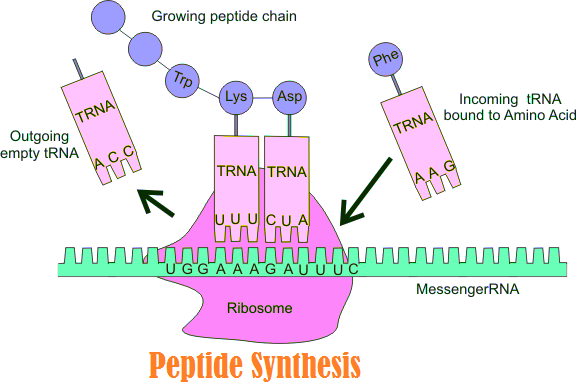 Growing peptide chain
Trp
Lys
Asp
Phe
TRNA
A C C
Outgoing
empty tRNA
TRNA
U U U
TRNA
C U A
TRNA
A A G
Incoming tRNA
bound to Amino Acid
U G G A A A G A U U U C
MessengerRNA
Ribosome
Peptide Synthesis